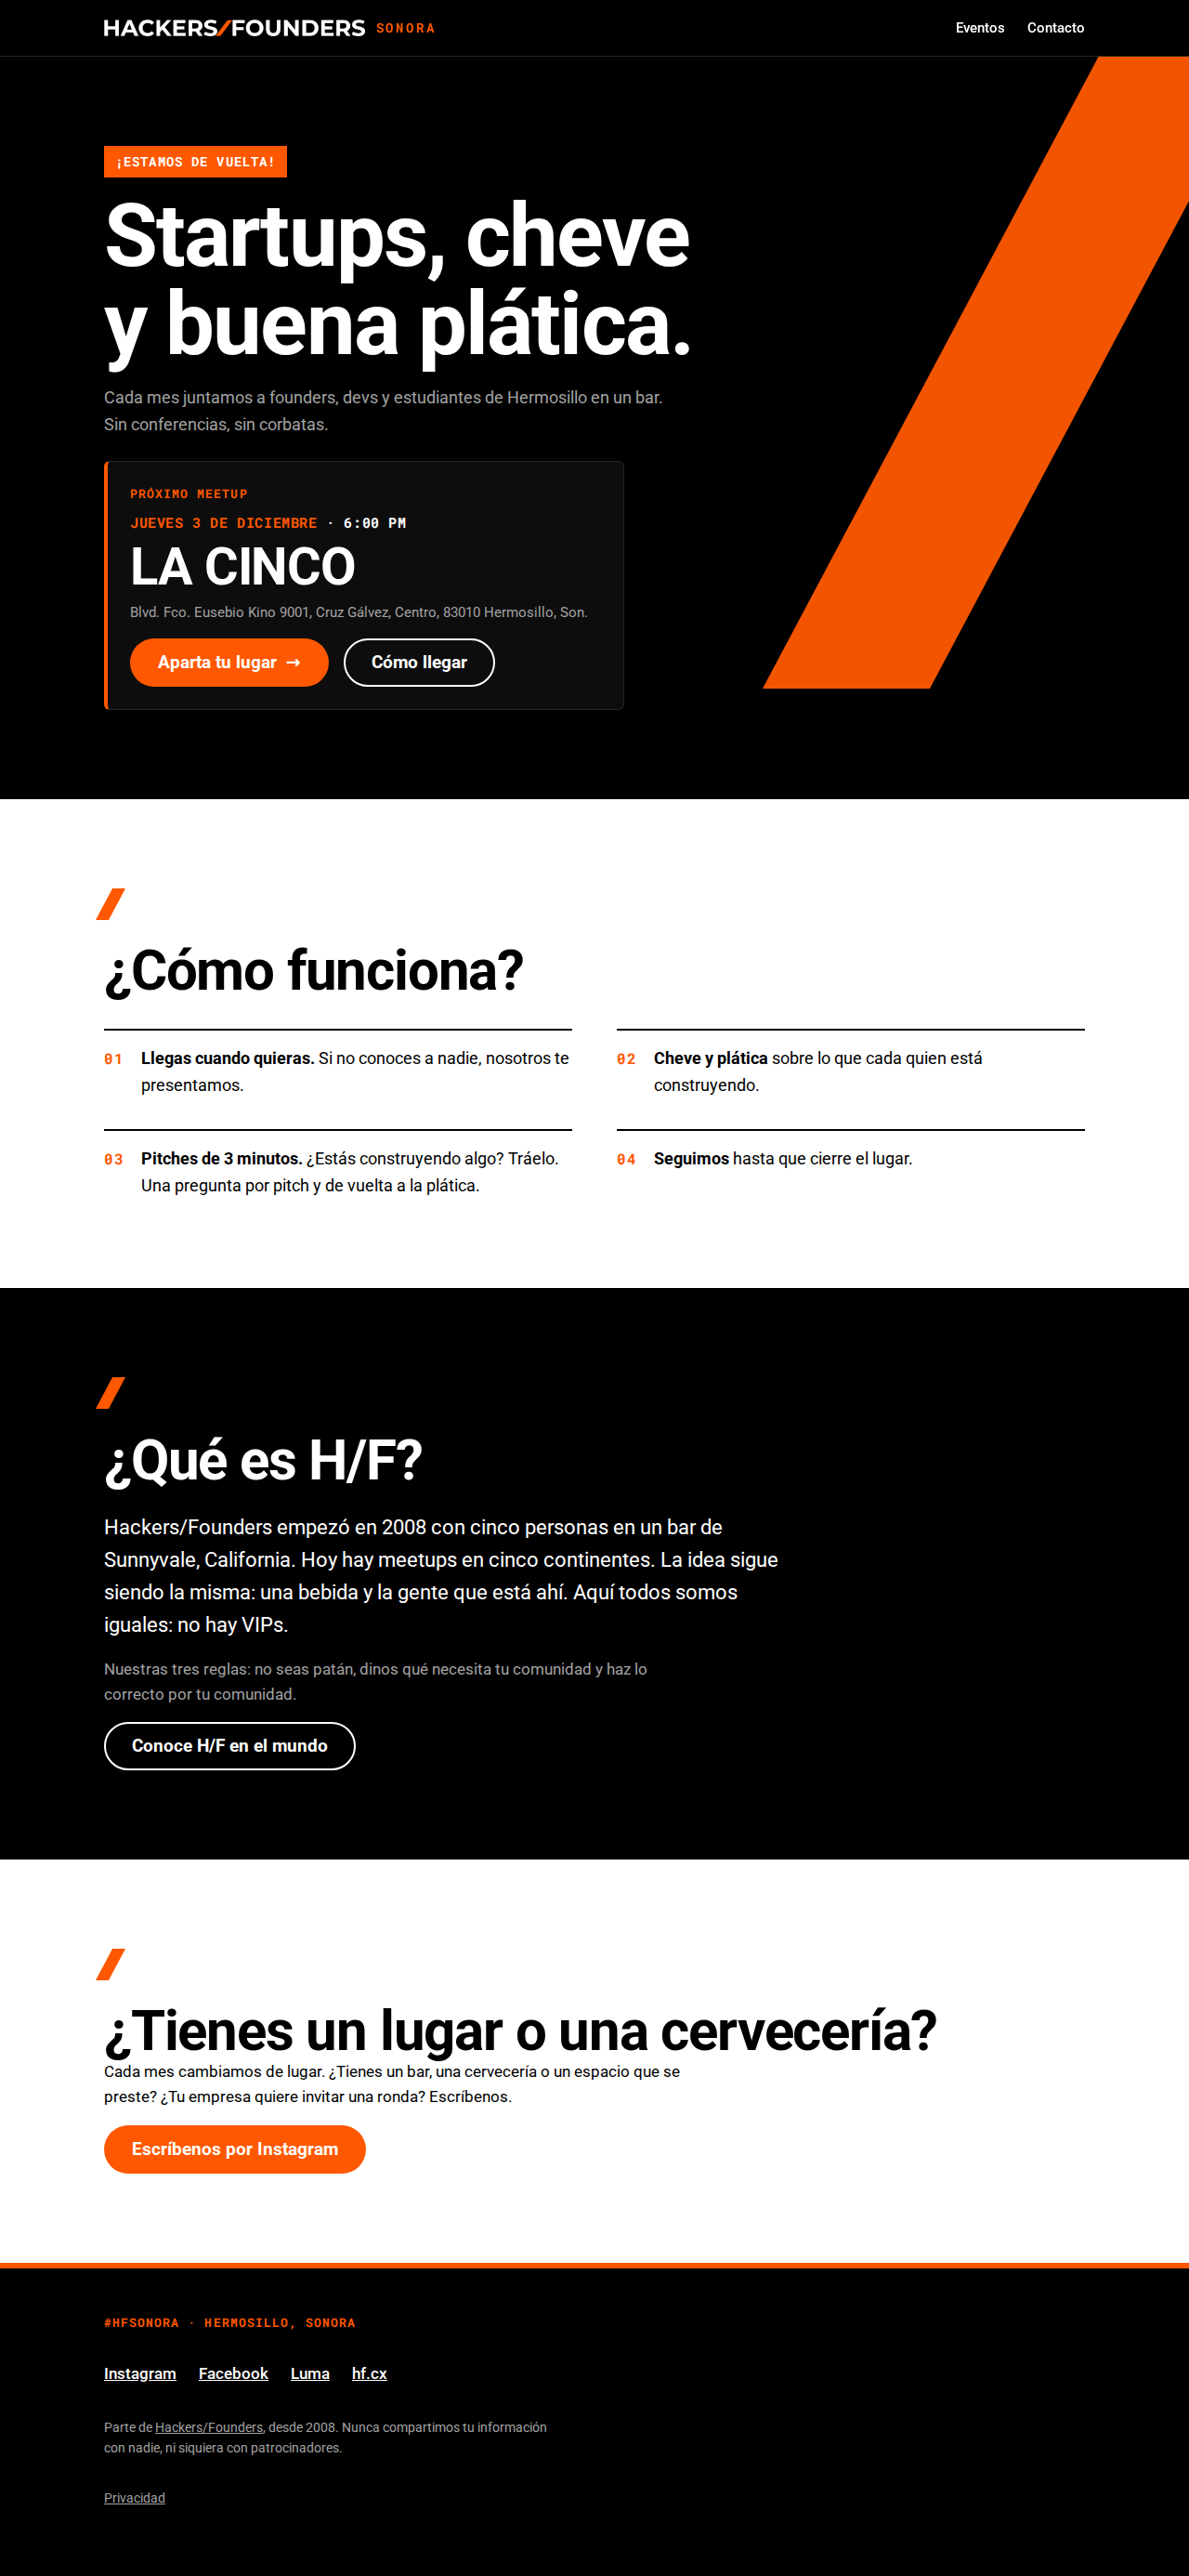 HACKERS/FOUNDERS SONORA
Eventos Contacto
¡ESTAMOS DE VUELTA!
Startups, cheve
y buena plática.
Cada mes juntamos a founders, devs y estudiantes de Hermosillo en un bar.
Sin conferencias, sin corbatas.
PRÓXIMO MEETUP
JUEVES 3 DE DICIEMBRE · 6:00 PM
LA CINCO
Blvd. Fco. Eusebio Kino 9001, Cruz Gálvez, Centro, 83010 Hermosillo, Son.
Aparta tu lugar →
Cómo llegar
¿Cómo funciona?
01 Llegas cuando quieras. Si no conoces a nadie, nosotros te
presentamos.
02 Cheve y plática sobre lo que cada quien está
construyendo.
03 Pitches de 3 minutos. ¿Estás construyendo algo? Tráelo.
Una pregunta por pitch y de vuelta a la plática.
04 Seguimos hasta que cierre el lugar.
¿Qué es H/F?
Hackers/Founders empezó en 2008 con cinco personas en un bar de
Sunnyvale, California. Hoy hay meetups en cinco continentes. La idea sigue
siendo la misma: una bebida y la gente que está ahí. Aquí todos somos
iguales: no hay VIPs.
Nuestras tres reglas: no seas patán, dinos qué necesita tu comunidad y haz lo
correcto por tu comunidad.
Conoce H/F en el mundo
¿Tienes un lugar o una cervecería?
Cada mes cambiamos de lugar. ¿Tienes un bar, una cervecería o un espacio que se
preste? ¿Tu empresa quiere invitar una ronda? Escríbenos.
Escríbenos por Instagram
#HFSONORA · HERMOSILLO, SONORA
Instagram Facebook Luma hf.cx
Parte de Hackers/Founders, desde 2008. Nunca compartimos tu información
con nadie, ni siquiera con patrocinadores.
Privacidad